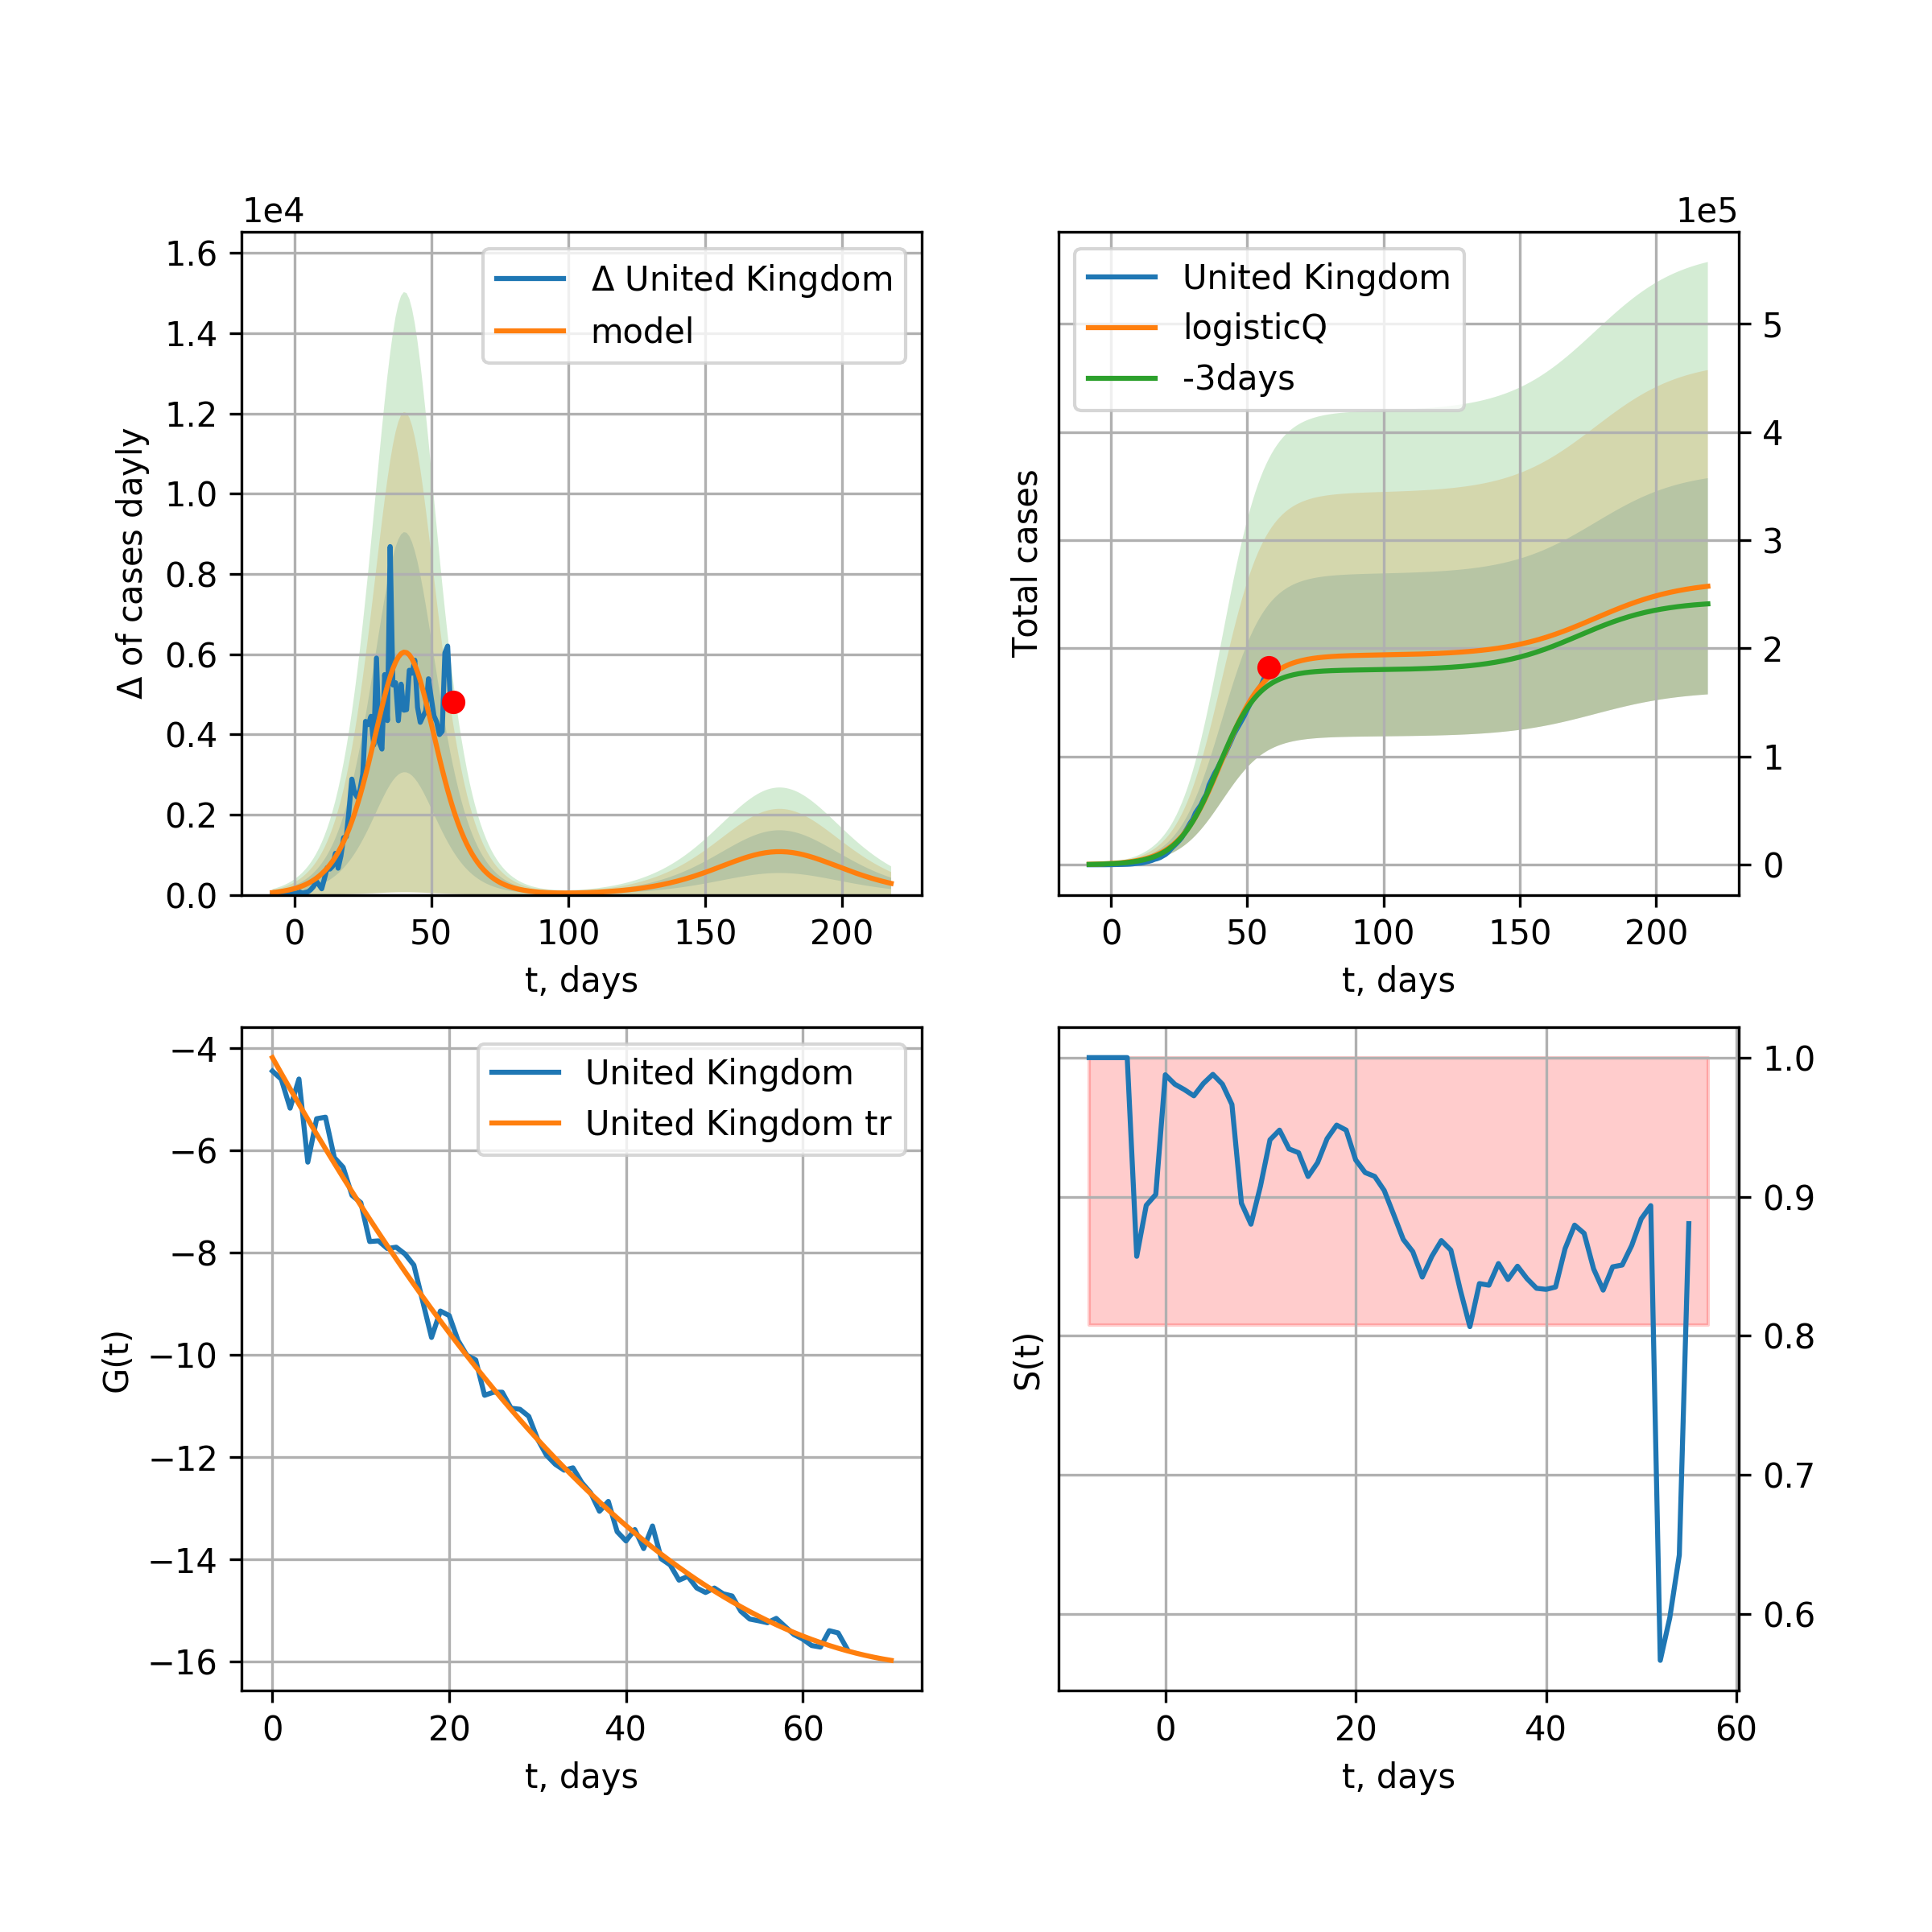 1e4
1.6
1.4
1.2
1.0
0.8
0.6
0.4
0.2
0.0
Δ of cases dayly
Δ United Kingdom
model
0 50 100 150 200
t, days
1e5
United Kingdom
logisticQ
-3days
Total cases
5
4
3
2
1
0
0 50 100 150 200
t, days
−4
−6
−8
−10
−12
−14
−16
G(t)
United Kingdom
United Kingdom tr
0 20 40 60
t, days
S(t)
1.0
0.9
0.8
0.7
0.6
0 20 40 60
t, days